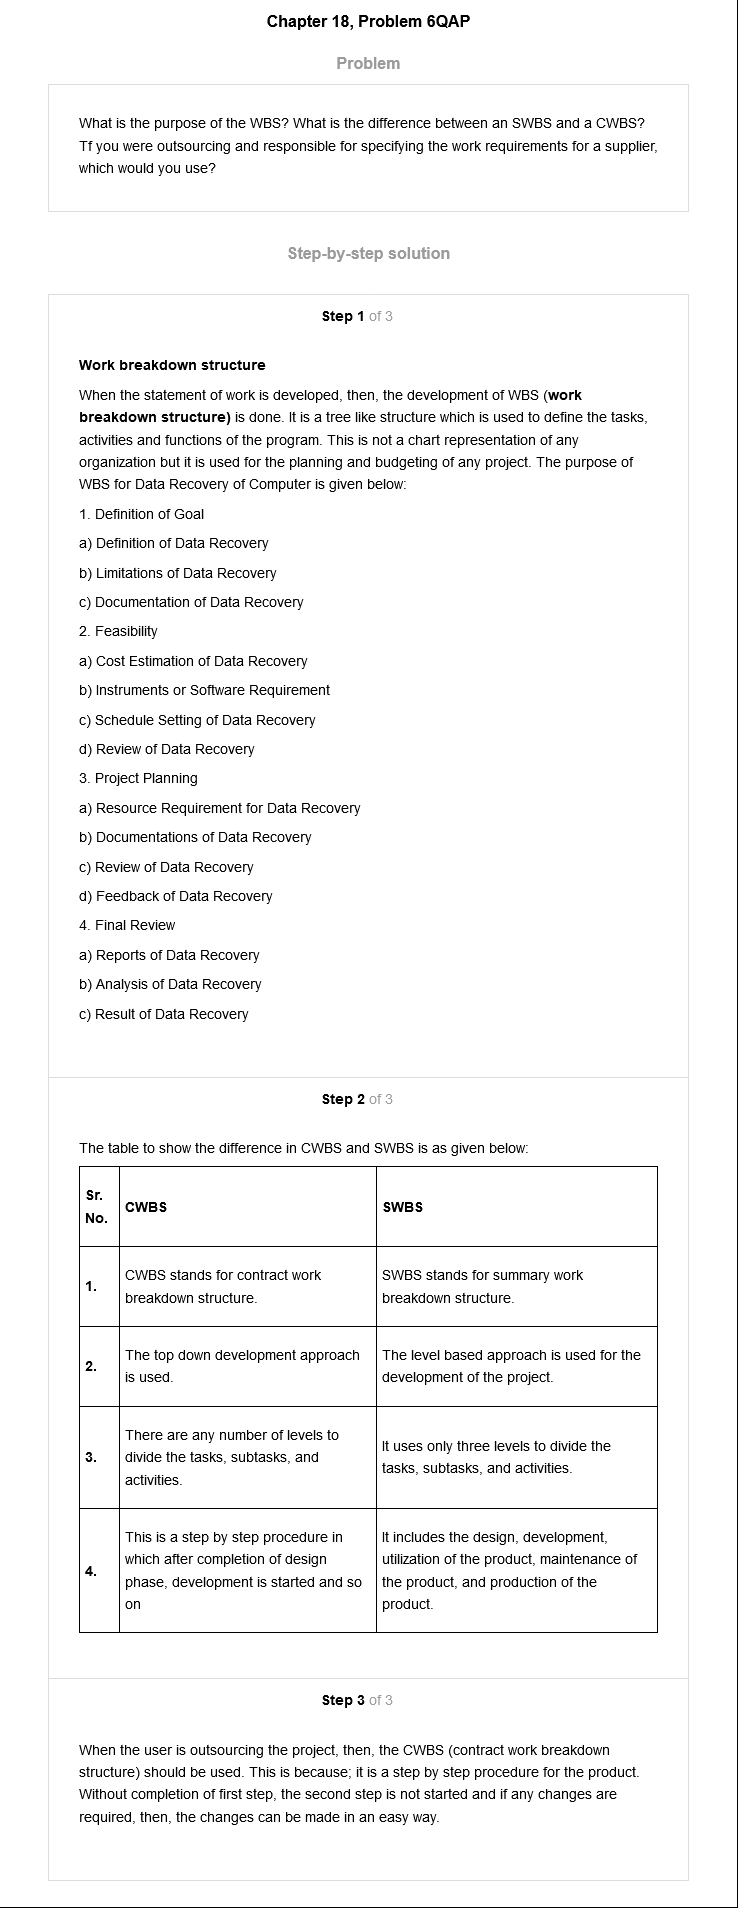 Chapter 18, Problem 6QAP
Problem
What is the purpose of the WBS? What is the difference between an SWBS and a CWBS?
Tf you were outsourcing and responsible for specifying the work requirements for a supplier,
which would you use?
Step-by-step solution
Step 1 of 3
Work breakdown structure
When the statement of work is developed, then, the development of WBS (work
breakdown structure) is done. It is a tree like structure which is used to define the tasks,
activities and functions of the program. This is not a chart representation of any
organization but it is used for the planning and budgeting of any project. The purpose of
WBS for Data Recovery of Computer is given below:
1. Definition of Goal
a) Definition of Data Recovery
b) Limitations of Data Recovery
c) Documentation of Data Recovery
2. Feasibility
a) Cost Estimation of Data Recovery
b) Instruments or Software Requirement
c) Schedule Setting of Data Recovery
d) Review of Data Recovery
3. Project Planning
a) Resource Requirement for Data Recovery
b) Documentations of Data Recovery
c) Review of Data Recovery
d) Feedback of Data Recovery
4. Final Review
a) Reports of Data Recovery
b) Analysis of Data Recovery
c) Result of Data Recovery
Step 2 of 3
The table to show the difference in CWBS and SWBS is as given below:
Sr.
No.
CWBS
SWBS
1.
CWBS stands for contract work
breakdown structure.
SWBS stands for summary work
breakdown structure.
2.
The top down development approach
is used.
The level based approach is used for the
development of the project.
3.
There are any number of levels to
divide the tasks, subtasks, and
activities.
It uses only three levels to divide the
tasks, subtasks, and activities.
4.
This is a step by step procedure in
which after completion of design
phase, development is started and so
on
It includes the design, development,
utilization of the product, maintenance of
the product, and production of the
product.
Step 3 of 3
When the user is outsourcing the project, then, the CWBS (contract work breakdown
structure) should be used. This is because; it is a step by step procedure for the product.
Without completion of first step, the second step is not started and if any changes are
required, then, the changes can be made in an easy way.